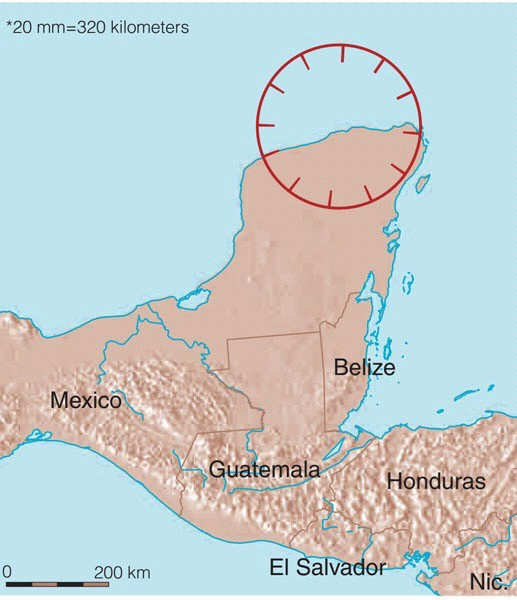 *20 mm=320 kilometers
Belize
Mexico
Guatemala
Honduras
El Salvador
0 200 km
Nic.